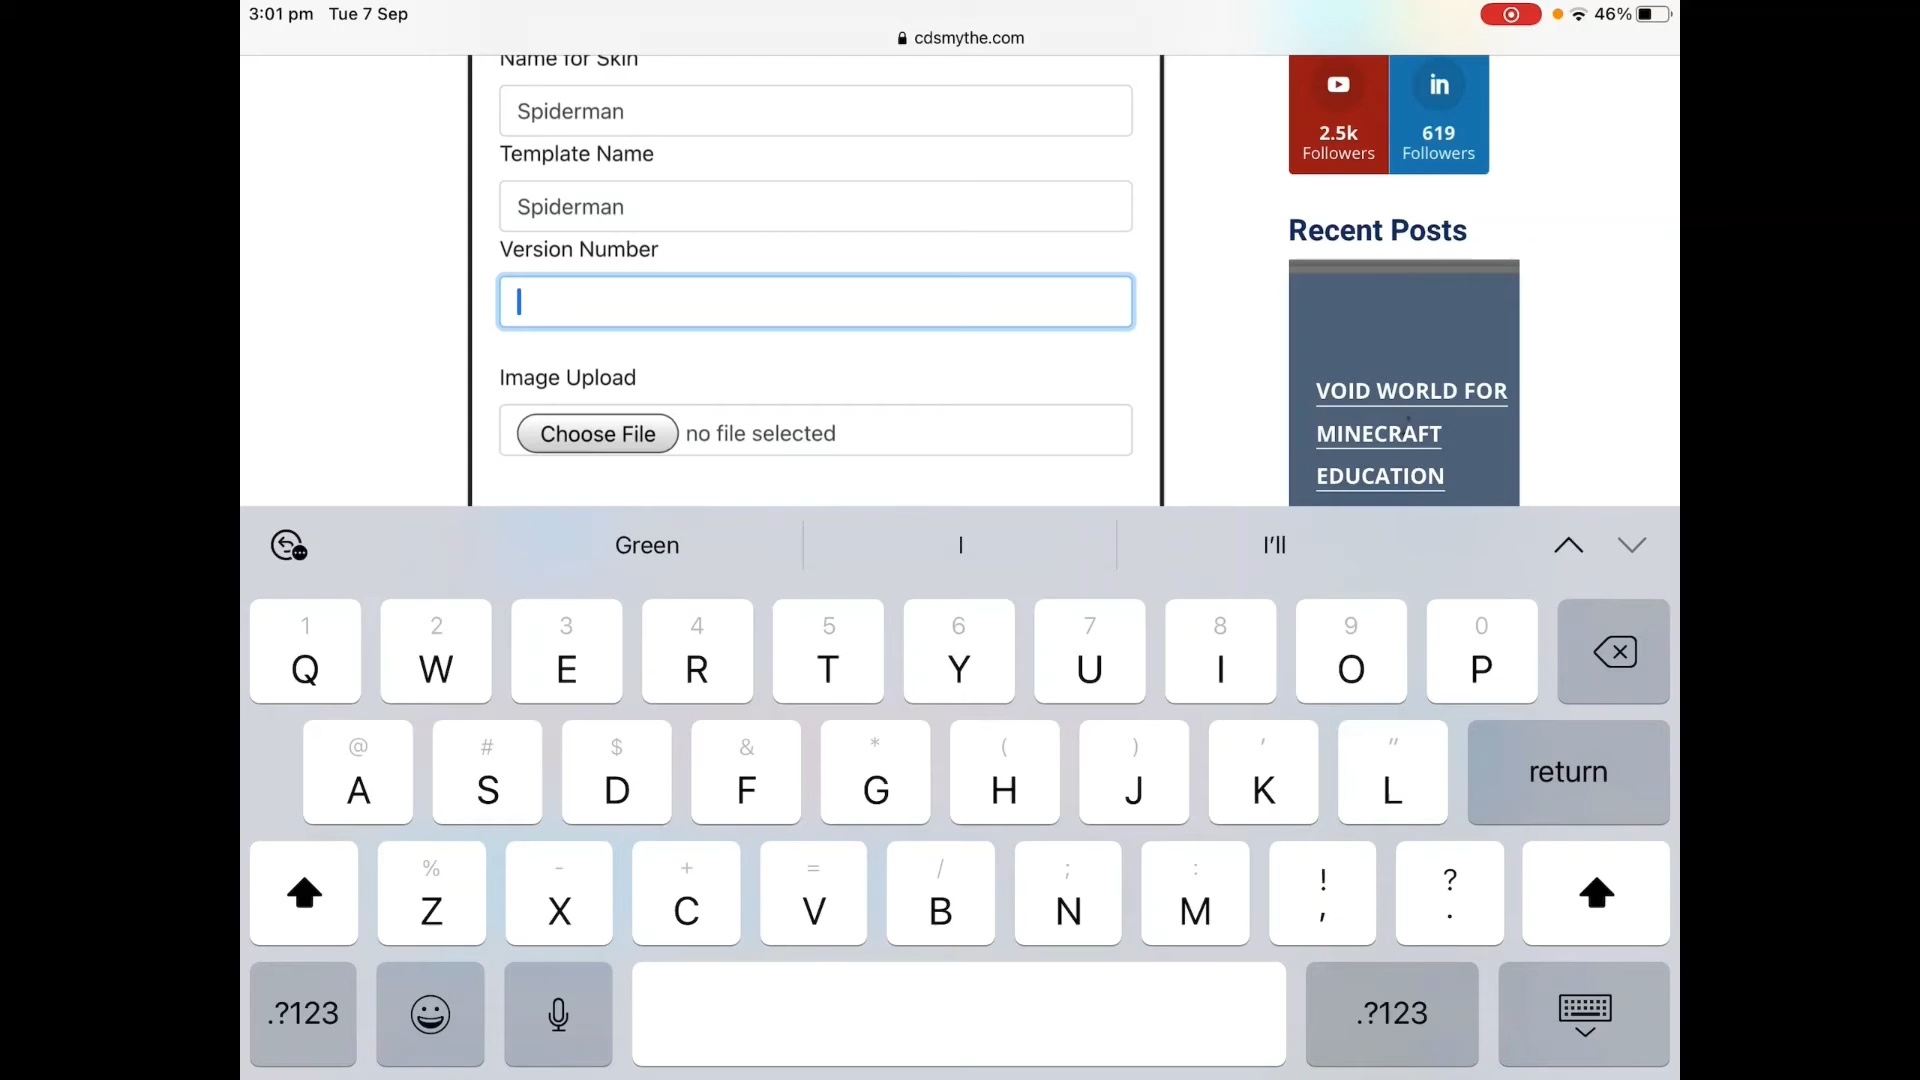 3:01 pm Tue 7 Sep
46%
cdsmythe.com
Name for Skin
Spiderman
Template Name
Spiderman
Version Number
Image Upload
Choose File no file selected
in
2.5k
Followers
619
Followers
Recent Posts
VOID WORLD FOR
MINECRAFT
EDUCATION
Green I I'll
1 2 3 4 5 6 7 8 9 0
Q W E R T Y U I O P
@ # $ & * ( ) ' "
A S D F G H J K L return
% - + = / ; : ! ?
Z X C V B N M , .
.?123 .?123